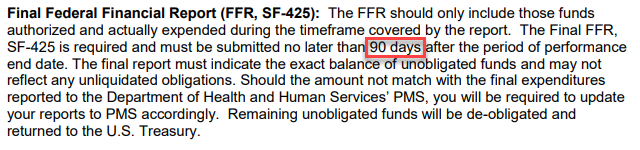 Final Federal Financial Report (FFR, SF-425):  The FFR should only include those funds
authorized and actually expended during the timeframe covered by the report.  The Final FFR,
SF-425 is required and must be submitted no later than 90 days after the period of performance
end date. The final report must indicate the exact balance of unobligated funds and may not
reflect any unliquidated obligations. Should the amount not match with the final expenditures
reported to the Department of Health and Human Services’ PMS, you will be required to update
your reports to PMS accordingly.  Remaining unobligated funds will be de-obligated and
returned to the U.S. Treasury.